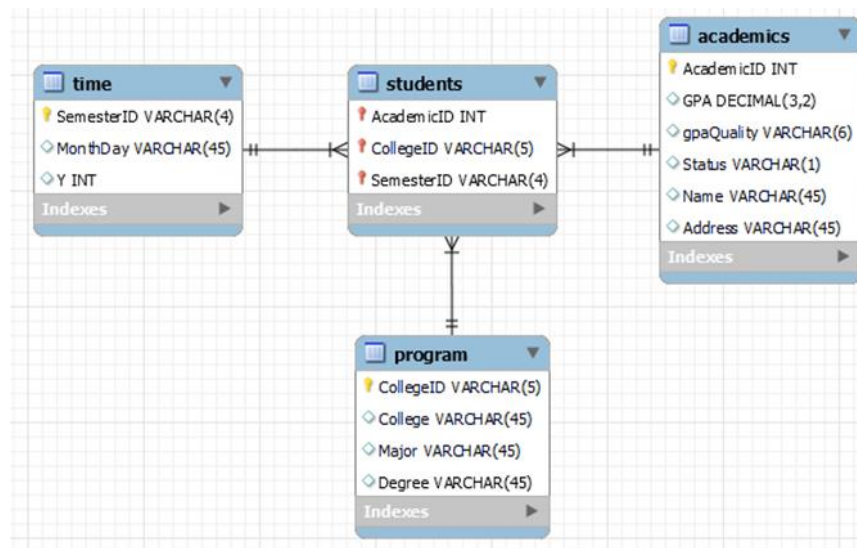 time
SemesterID VARCHAR(4)
MonthDay VARCHAR(45)
Y INT
Indexes
students
AcademicID INT
CollegeID VARCHAR(5)
SemesterID VARCHAR(4)
Indexes
academics
AcademicID INT
GPA DECIMAL(3,2)
gpaQuality VARCHAR(6)
Status VARCHAR(1)
Name VARCHAR(45)
Address VARCHAR(45)
Indexes
program
CollegeID VARCHAR(5)
College VARCHAR(45)
Major VARCHAR(45)
Degree VARCHAR(45)
Indexes